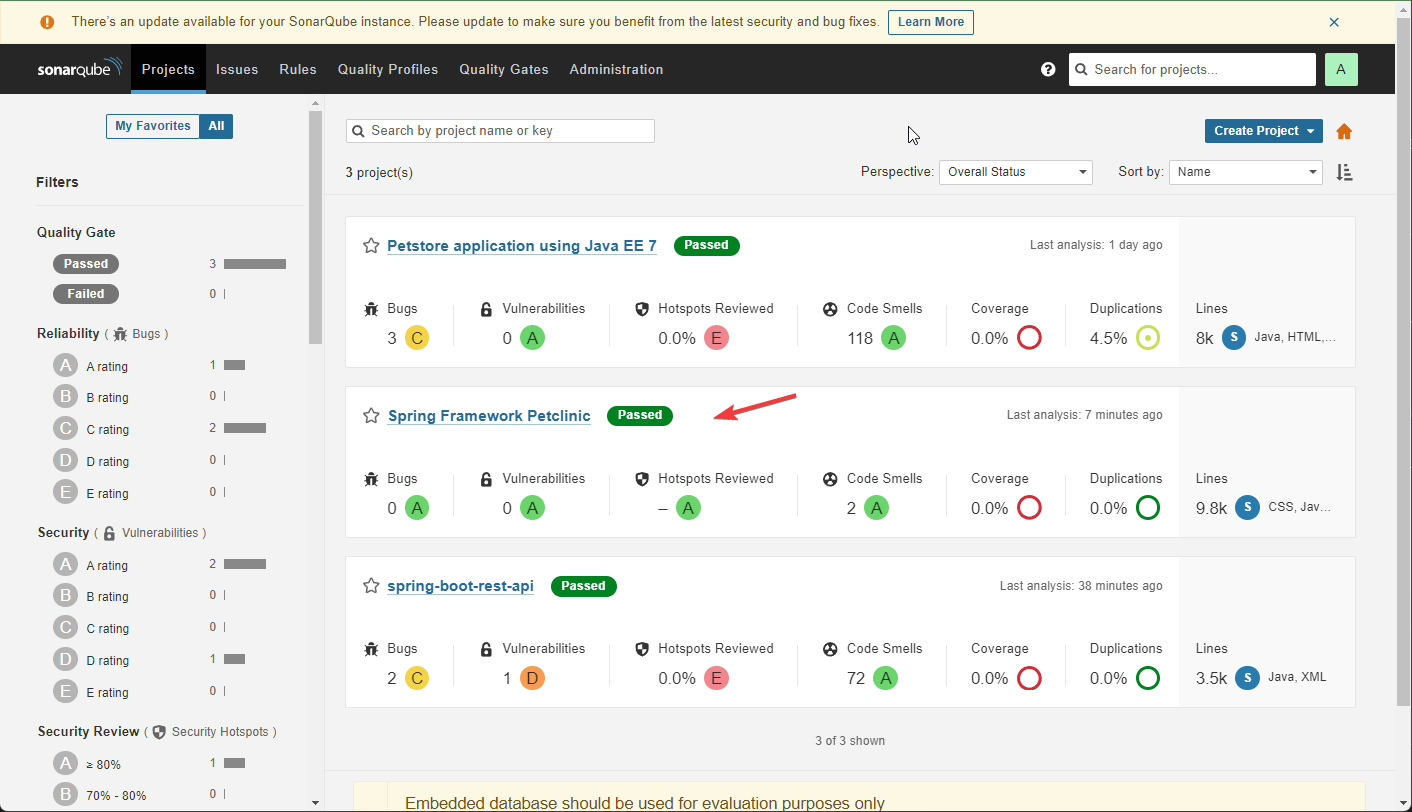 There's an update available for your SonarQube instance. Please update to make sure you benefit from the latest security and bug fixes. Learn More
sonarqube Projects Issues Rules Quality Profiles Quality Gates Administration ? Search for projects... A
My Favorites All
Filters
Quality Gate
Passed 3
Failed 0
Reliability ( Bugs )
A A rating 1
B B rating 0
C C rating 2
D D rating 0
E E rating 0
Security ( Vulnerabilities )
A A rating 2
B B rating 0
C C rating 0
D D rating 1
E E rating 0
Security Review ( Security Hotspots )
A ≥ 80% 1
B 70% - 80% 0
Search by project name or key Create Project
3 project(s) Perspective: Overall Status Sort by: Name
Petstore application using Java EE 7 Passed Last analysis: 1 day ago
Bugs Vulnerabilities Hotspots Reviewed Code Smells Coverage Duplications Lines
3 C 0 A 0.0% E 118 A 0.0% 4.5% 8k S Java, HTML,...
Spring Framework Petclinic Passed Last analysis: 7 minutes ago
Bugs Vulnerabilities Hotspots Reviewed Code Smells Coverage Duplications Lines
0 A 0 A – A 2 A 0.0% 0.0% 9.8k S CSS, Jav...
spring-boot-rest-api Passed Last analysis: 38 minutes ago
Bugs Vulnerabilities Hotspots Reviewed Code Smells Coverage Duplications Lines
2 C 1 D 0.0% E 72 A 0.0% 0.0% 3.5k S Java, XML
3 of 3 shown
Embedded database should be used for evaluation purposes only